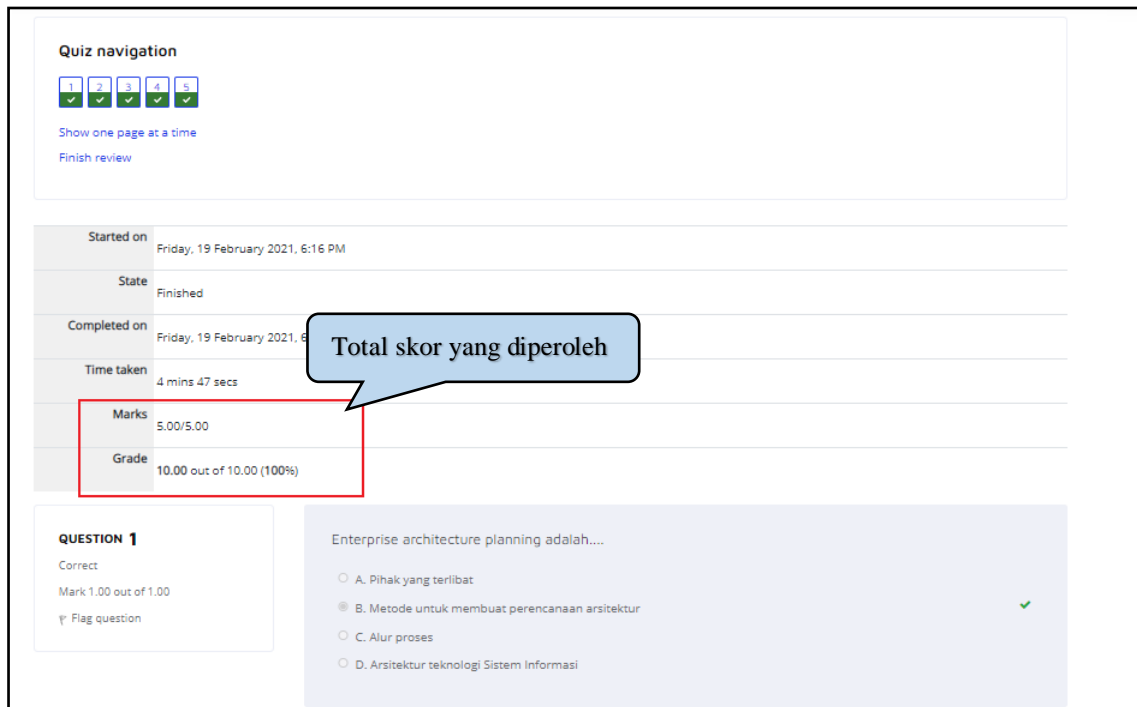 Quiz navigation
1 2 3 4 5
Show one page at a time
Finish review
Started on Friday, 19 February 2021, 6:16 PM
State Finished
Completed on Friday, 19 February 2021, 6
Total skor yang diperoleh
Time taken 4 mins 47 secs
Marks 5.00/5.00
Grade 10.00 out of 10.00 (100%)
QUESTION 1
Correct
Mark 1.00 out of 1.00
Flag question
Enterprise architecture planning adalah....
A. Pihak yang terlibat
B. Metode untuk membuat perencanaan arsitektur
C. Alur proses
D. Arsitektur teknologi Sistem Informasi